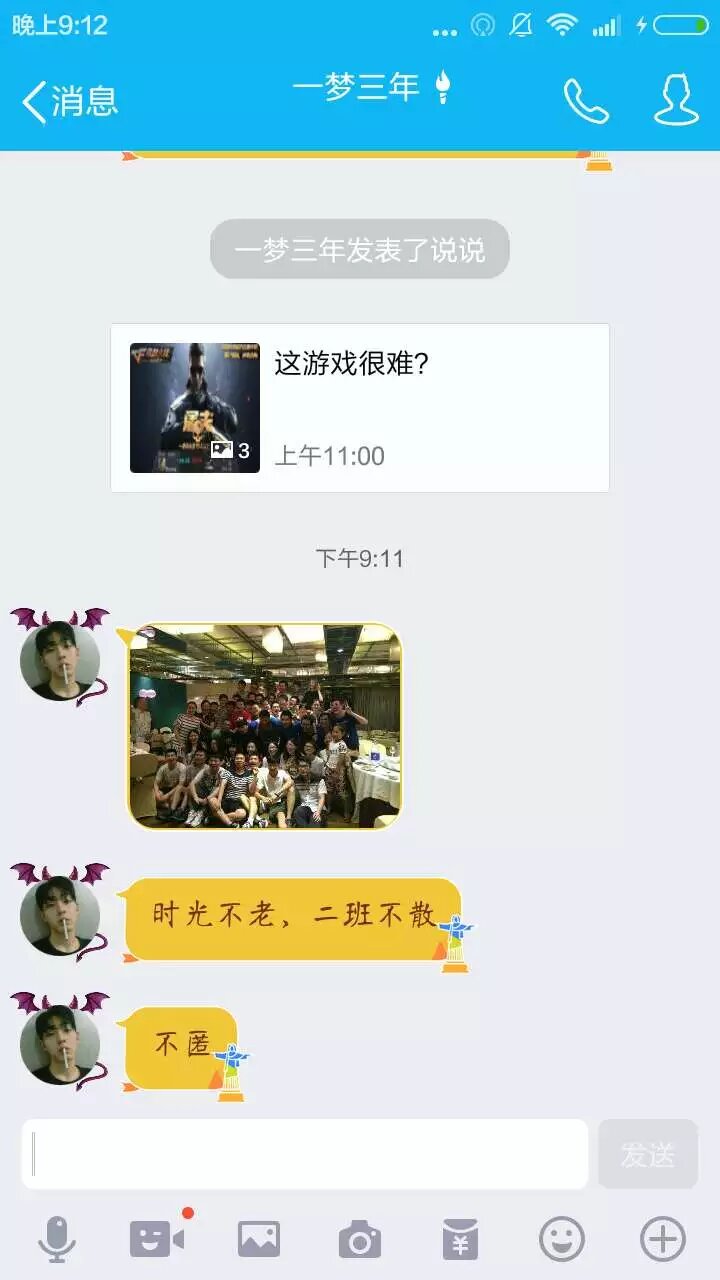 晚上9:12
消息
一梦三年
一梦三年发表了说说
这游戏很难?
3
上午11:00
下午9:11
时光不老，二班不散
不匿
发送